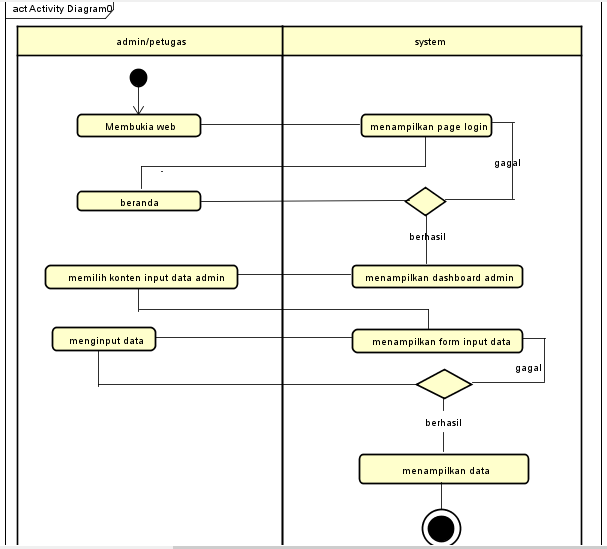 act Activity Diagram0
admin/petugas
system
Membukia web
menampilkan page login
gagal
beranda
berhasil
memilih konten input data admin
menampilkan dashboard admin
menginput data
menampilkan form input data
gagal
berhasil
menampilkan data